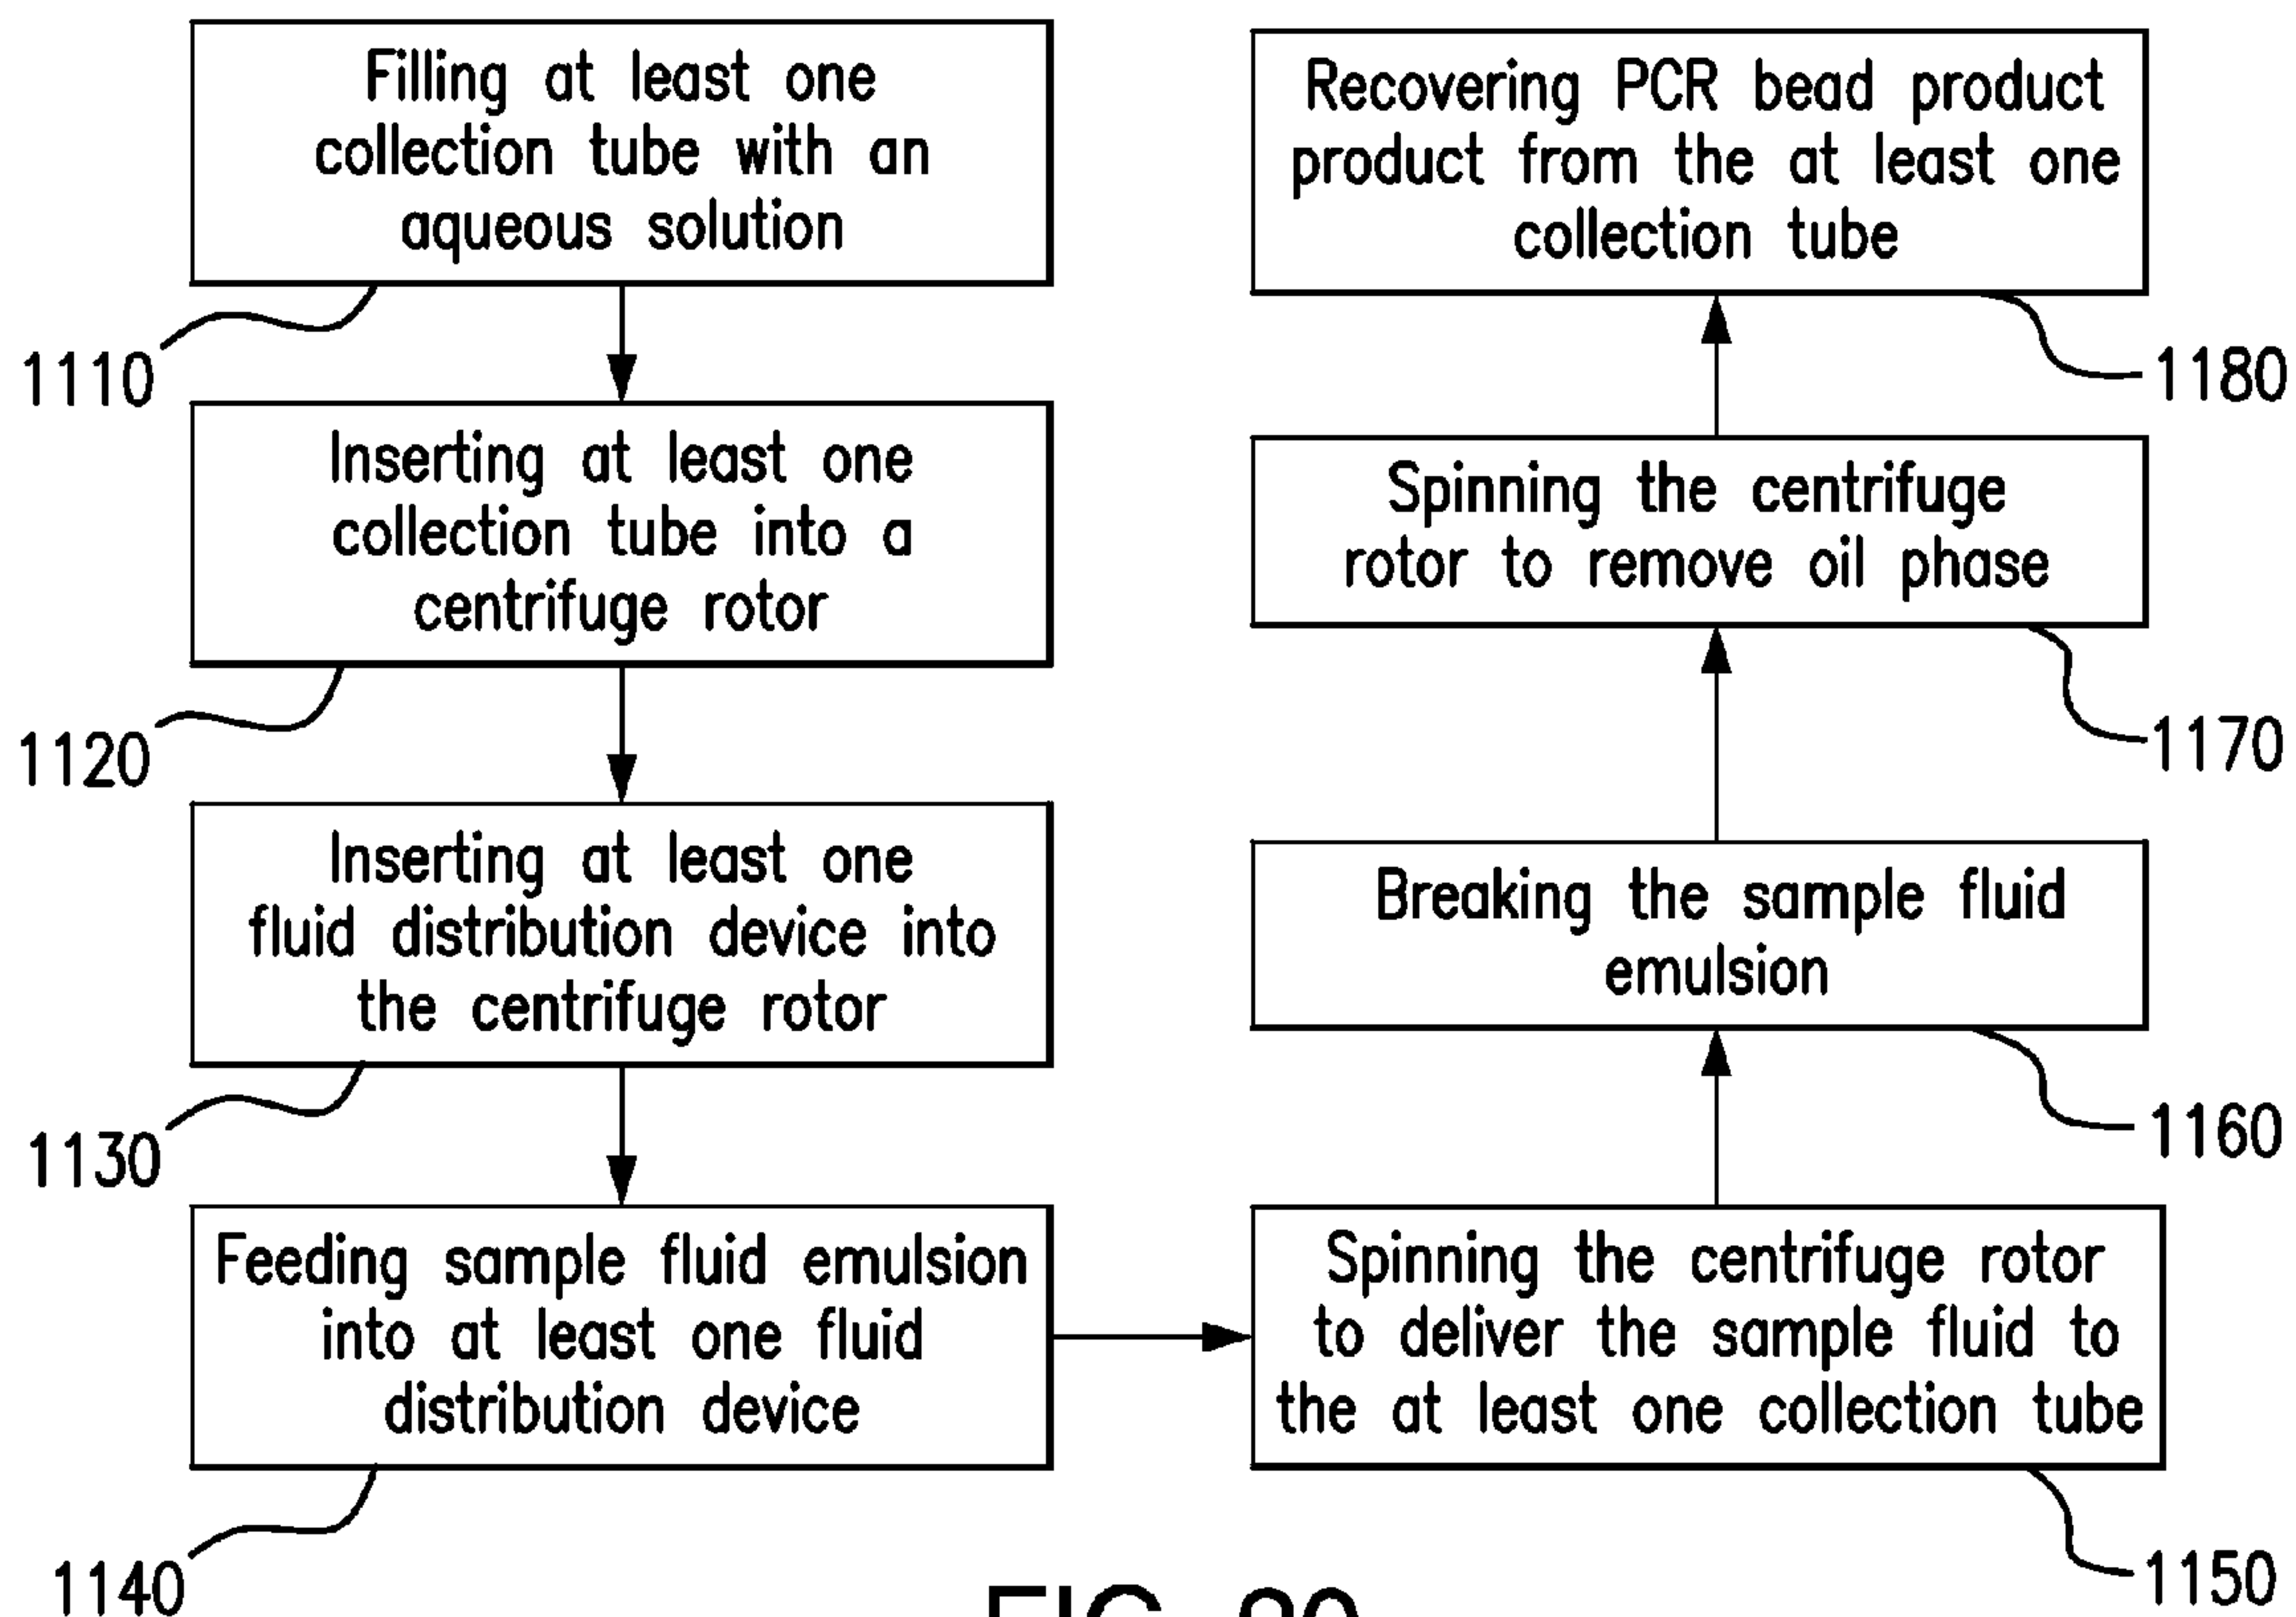 Filling at least one
collection tube with an
aqueous solution
1110
Inserting at least one
collection tube into a
centrifuge rotor
1120
Inserting at least one
fluid distribution device into
the centrifuge rotor
1130
Feeding sample fluid emulsion
into at least one fluid
distribution device
1140
Spinning the centrifuge rotor
to deliver the sample fluid to
the at least one collection tube
1150
Breaking the sample fluid
emulsion
1160
Spinning the centrifuge
rotor to remove oil phase
1170
Recovering PCR bead product
product from the at least one
collection tube
1180